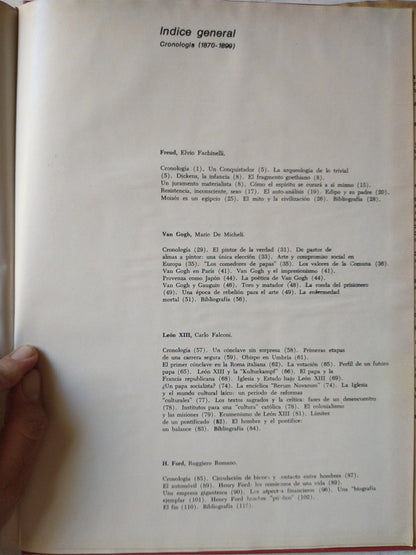 Indice general
Cronología (1870-1899)
Freud, Elvio Fachinelli.
Cronología (1). Un Conquistador (5). La arqueología de lo trivial
(5). Dickens, la infancia (8). El fragmento goethiano (8).
Un juramento materialista (8). Cómo el espíritu se curará a sí mismo (15).
Resistencia, inconsciente, sexo (17). El auto-análisis (19). Edipo y su padre (20).
Moisés es un egipcio (25). El mito y la civilización (26). Bibliografía (28).
Van Gogh, Mario De Micheli.
Cronología (29). El pintor de la verdad (31). De pastor de
almas a pintor: una única elección (33). Arte y compromiso social en
Europa (35). "Los comedores de papas" (35). Los valores de la Comuna (36).
Van Gogh en París (41). Van Gogh y el impresionismo (41).
Provenza como Japón (44). La poética de Van Gogh (44).
Van Gogh y Gauguin (46). Toro y matador (48). La ronda del prisionero
(49). Una época de rebelión para el arte (49). La enfermedad
mortal (51). Bibliografía (56).
León XIII, Carlo Falconi.
Cronología (57). Un cónclave sin sorpresa (58). Primeras etapas
de una carrera segura (59). Obispo en Umbría (61).
El primer cónclave en la Roma italiana (62). La votación (65). Perfil de un futuro
papa (65). León XIII y la "Kulturkampf" (66). El papa y la
Francia republicana (68). Iglesia y Estado bajo León XIII (69).
¿Un papa socialista? (74). La encíclica "Rerum Novarum" (74). La Iglesia
y el mundo cultural laico: un período de reformas
"culturales" (77). Los textos sagrados y la crítica: fases de un desencuentro
(78). Institutos para una "cultura" católica (78). El colonialismo
y las misiones (79). Ecumenismo de León XIII (81). Límites
de un pontificado (83). El hombre y el pontífice:
un balance (83). Bibliografía (84).
H. Ford, Ruggiero Romano.
Cronología (85). Circulación de bienes y contacto entre hombres (87).
El automóvil (89). Henry Ford: los comienzos de una vida (89).
Una empresa gigantesca (90). Los aspectos financieros (96). Una "biografía
ejemplar (101). Henry Ford hombre "público" (102).
El fin (110). Bibliografía